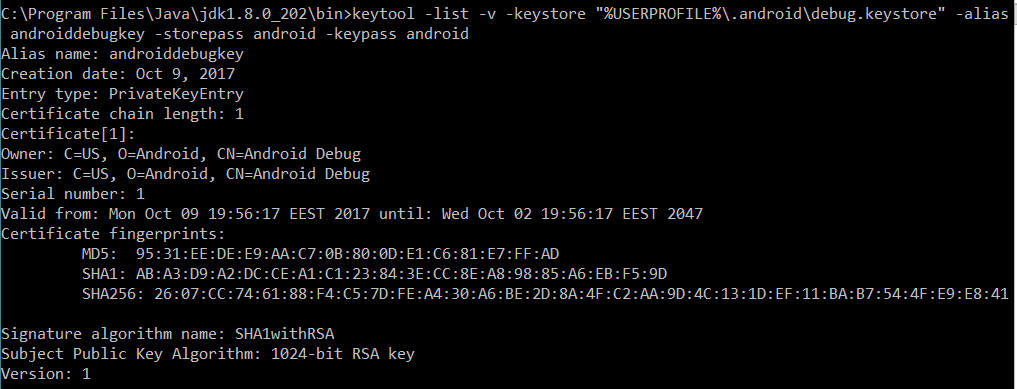 C:\Program Files\Java\jdk1.8.0_202\bin>keytool -list -v -keystore "%USERPROFILE%\.android\debug.keystore" -alias
androiddebugkey -storepass android -keypass android
Alias name: androiddebugkey
Creation date: Oct 9, 2017
Entry type: PrivateKeyEntry
Certificate chain length: 1
Certificate[1]:
Owner: C=US, O=Android, CN=Android Debug
Issuer: C=US, O=Android, CN=Android Debug
Serial number: 1
Valid from: Mon Oct 09 19:56:17 EEST 2017 until: Wed Oct 02 19:56:17 EEST 2047
Certificate fingerprints:
MD5:  95:31:EE:DE:E9:AA:C7:0B:80:0D:E1:C6:81:E7:FF:AD
SHA1: AB:A3:D9:A2:DC:CE:A1:C1:23:84:3E:CC:8E:A8:98:85:A6:EB:F5:9D
SHA256: 26:07:CC:74:61:88:F4:C5:7D:FE:A4:30:A6:BE:2D:8A:4F:C2:AA:9D:4C:13:1D:EF:11:BA:B7:54:4F:E9:E8:41
Signature algorithm name: SHA1withRSA
Subject Public Key Algorithm: 1024-bit RSA key
Version: 1